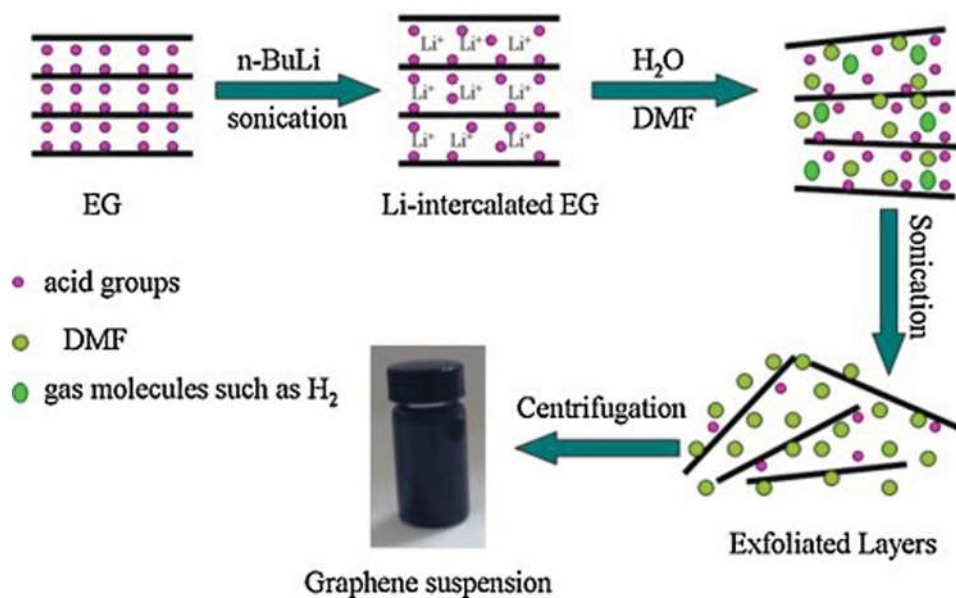 n-BuLi
sonication
H₂O
DMF
Li⁺ Li⁺ Li⁺
Li⁺ Li⁺ Li⁺
Li⁺ Li⁺ Li⁺
EG
Li-intercalated EG
Sonication
acid groups
DMF
gas molecules such as H₂
Centrifugation
Exfoliated Layers
Graphene suspension